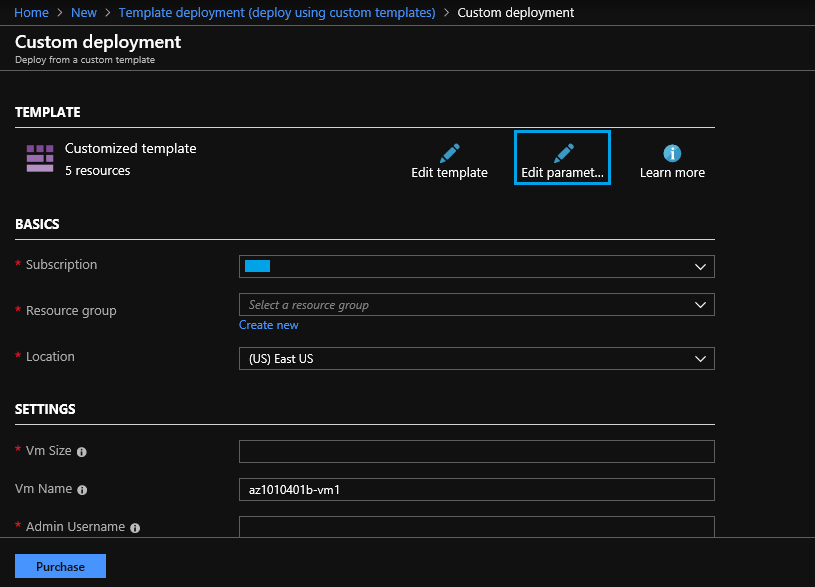 Home > New > Template deployment (deploy using custom templates) > Custom deployment
Custom deployment
Deploy from a custom template
TEMPLATE
Customized template
5 resources
Edit template
Edit paramet...
Learn more
BASICS
* Subscription
* Resource group
Select a resource group
Create new
* Location
(US) East US
SETTINGS
* Vm Size
Vm Name
az1010401b-vm1
* Admin Username
Purchase